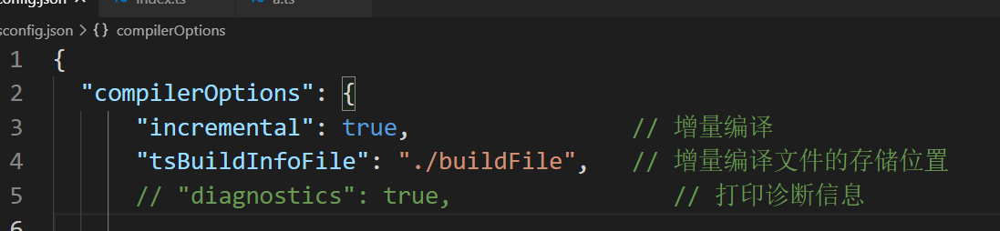 config.json index.ts a.ts
sconfig.json > {} compilerOptions
1 {
2 "compilerOptions": {
3 "incremental": true, // 增量编译
4 "tsBuildInfoFile": "./buildFile", // 增量编译文件的存储位置
5 // "diagnostics": true, // 打印诊断信息
6